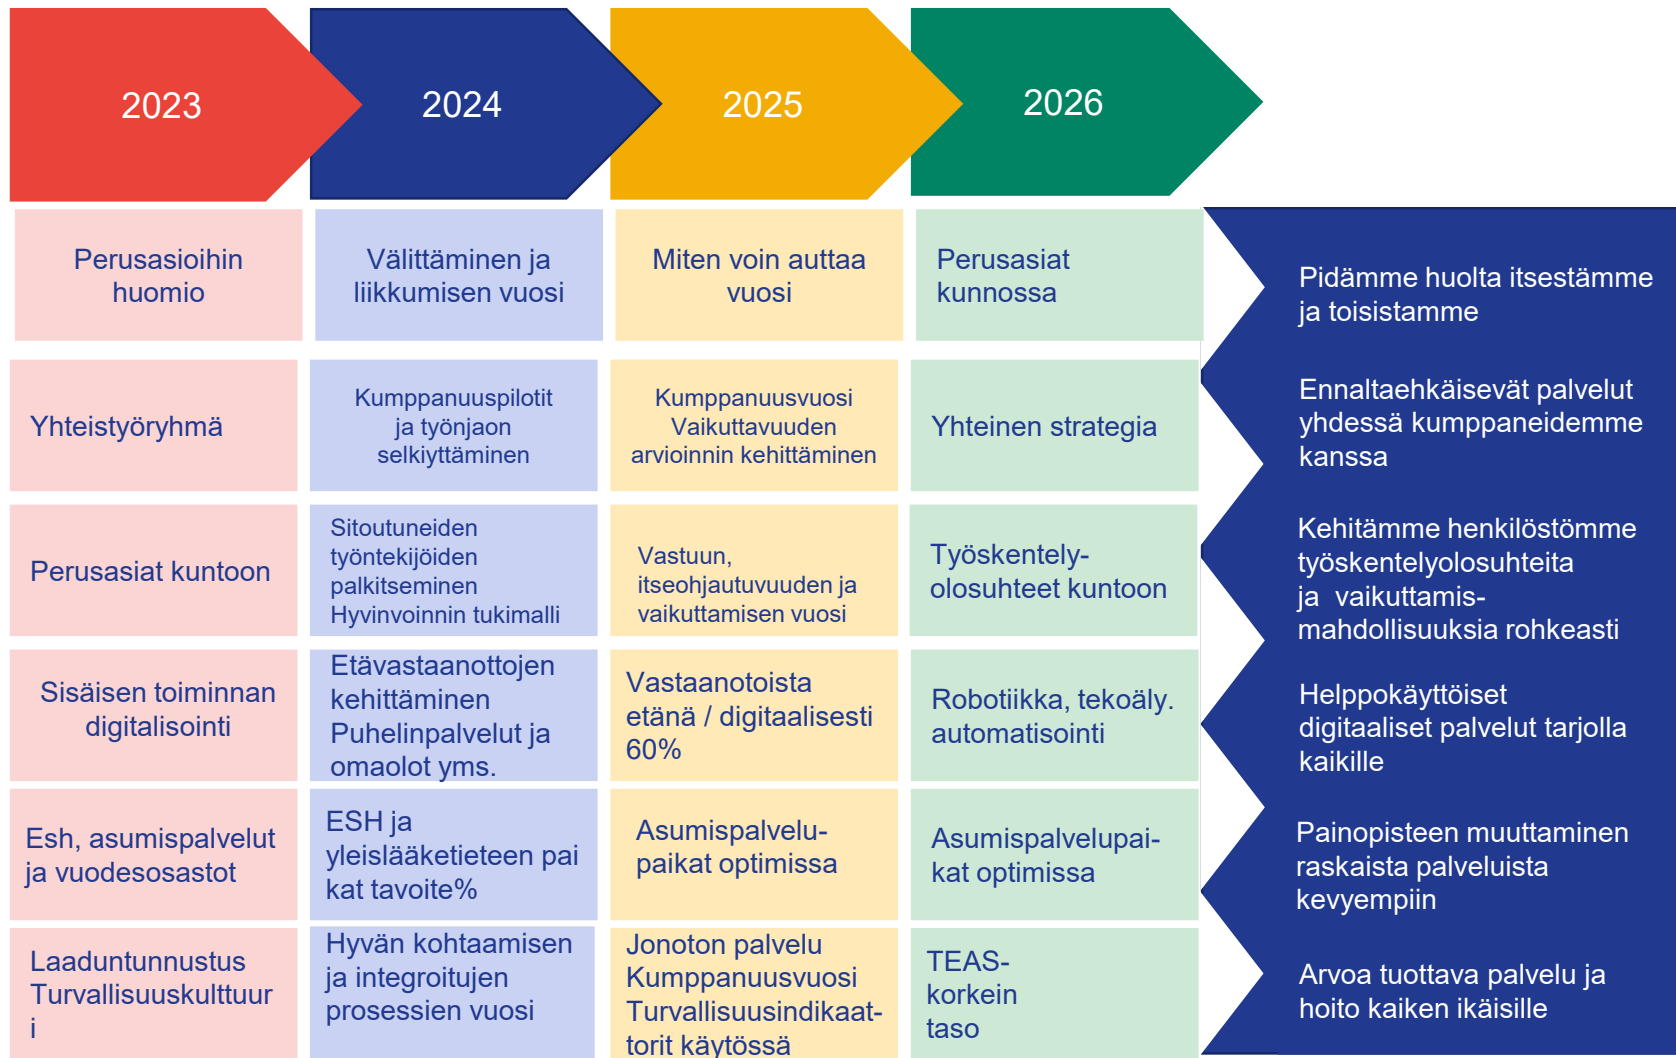 2023
2024
2025
2026
Perusasioihin
huomio
Välittäminen ja
liikkumisen vuosi
Miten voin auttaa
vuosi
Perusasiat
kunnossa
Pidämme huolta itsestämme
ja toisistamme
Yhteistyöryhmä
Kumppanuuspilotit
ja työnjaon
selkiyttäminen
Kumppanuusvuosi
Vaikuttavuuden
arvioinnin kehittäminen
Yhteinen strategia
Ennaltaehkäisevät palvelut
yhdessä kumppaneidemme
kanssa
Perusasiat kuntoon
Sitoutuneiden
työntekijöiden
palkitseminen
Hyvinvoinnin tukimalli
Vastuun,
itseohjautuvuuden ja
vaikuttamisen vuosi
Työskentely-
olosuhteet kuntoon
Kehitämme henkilöstömme
työskentelyolosuhteita
ja vaikuttamis-
mahdollisuuksia rohkeasti
Sisäisen toiminnan
digitalisointi
Etävastaanottojen
kehittäminen
Puhelinpalvelut ja
omaolot yms.
Vastaanotoista
etänä / digitaalisesti
60%
Robotiikka, tekoäly.
automatisointi
Helppokäyttöiset
digitaaliset palvelut tarjolla
kaikille
Esh, asumispalvelut
ja vuodesosastot
ESH ja
yleislääketieteen pai
kat tavoite%
Asumispalvelu-
paikat optimissa
Asumispalvelupai-
kat optimissa
Painopisteen muuttaminen
raskaista palveluista
kevyempiin
Laaduntunnustus
Turvallisuuskulttuur
i
Hyvän kohtaamisen
ja integroitujen
prosessien vuosi
Jonoton palvelu
Kumppanuusvuosi
Turvallisuusindikaat-
torit käytössä
TEAS-
korkein
taso
Arvoa tuottava palvelu ja
hoito kaiken ikäisille